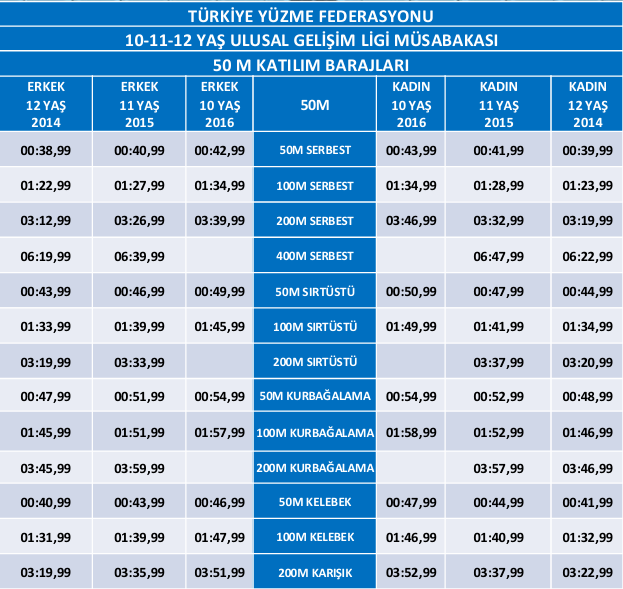 TÜRKİYE YÜZME FEDERASYONU
10-11-12 YAŞ ULUSAL GELİŞİM LİGİ MÜSABAKASI
50 M KATILIM BARAJLARI
ERKEK 12 YAŞ 2014 ERKEK 11 YAŞ 2015 ERKEK 10 YAŞ 2016 50M KADIN 10 YAŞ 2016 KADIN 11 YAŞ 2015 KADIN 12 YAŞ 2014
00:38,99 00:40,99 00:42,99 50M SERBEST 00:43,99 00:41,99 00:39,99
01:22,99 01:27,99 01:34,99 100M SERBEST 01:34,99 01:28,99 01:23,99
03:12,99 03:26,99 03:39,99 200M SERBEST 03:46,99 03:32,99 03:19,99
06:19,99 06:39,99 400M SERBEST 06:47,99 06:22,99
00:43,99 00:46,99 00:49,99 50M SIRTÜSTÜ 00:50,99 00:47,99 00:44,99
01:33,99 01:39,99 01:45,99 100M SIRTÜSTÜ 01:49,99 01:41,99 01:34,99
03:19,99 03:33,99 200M SIRTÜSTÜ 03:37,99 03:20,99
00:47,99 00:51,99 00:54,99 50M KURBAĞALAMA 00:54,99 00:52,99 00:48,99
01:45,99 01:51,99 01:57,99 100M KURBAĞALAMA 01:58,99 01:52,99 01:46,99
03:45,99 03:59,99 200M KURBAĞALAMA 03:57,99 03:46,99
00:40,99 00:43,99 00:46,99 50M KELEBEK 00:47,99 00:44,99 00:41,99
01:31,99 01:39,99 01:47,99 100M KELEBEK 01:46,99 01:40,99 01:32,99
03:19,99 03:35,99 03:51,99 200M KARIŞIK 03:52,99 03:37,99 03:22,99